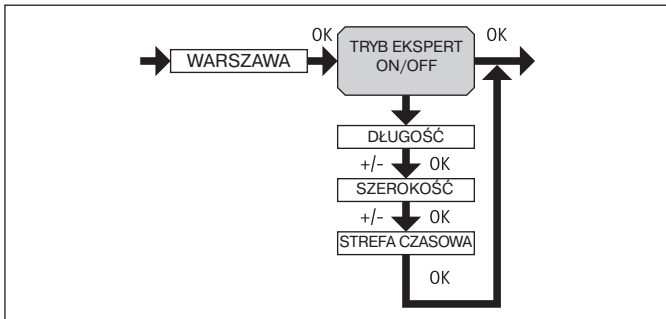 OK
TRYB EKSPERT
ON/OFF
OK
WARSZAWA
DŁUGOŚĆ
+/- OK
SZEROKOŚĆ
+/- OK
STREFA CZASOWA
OK